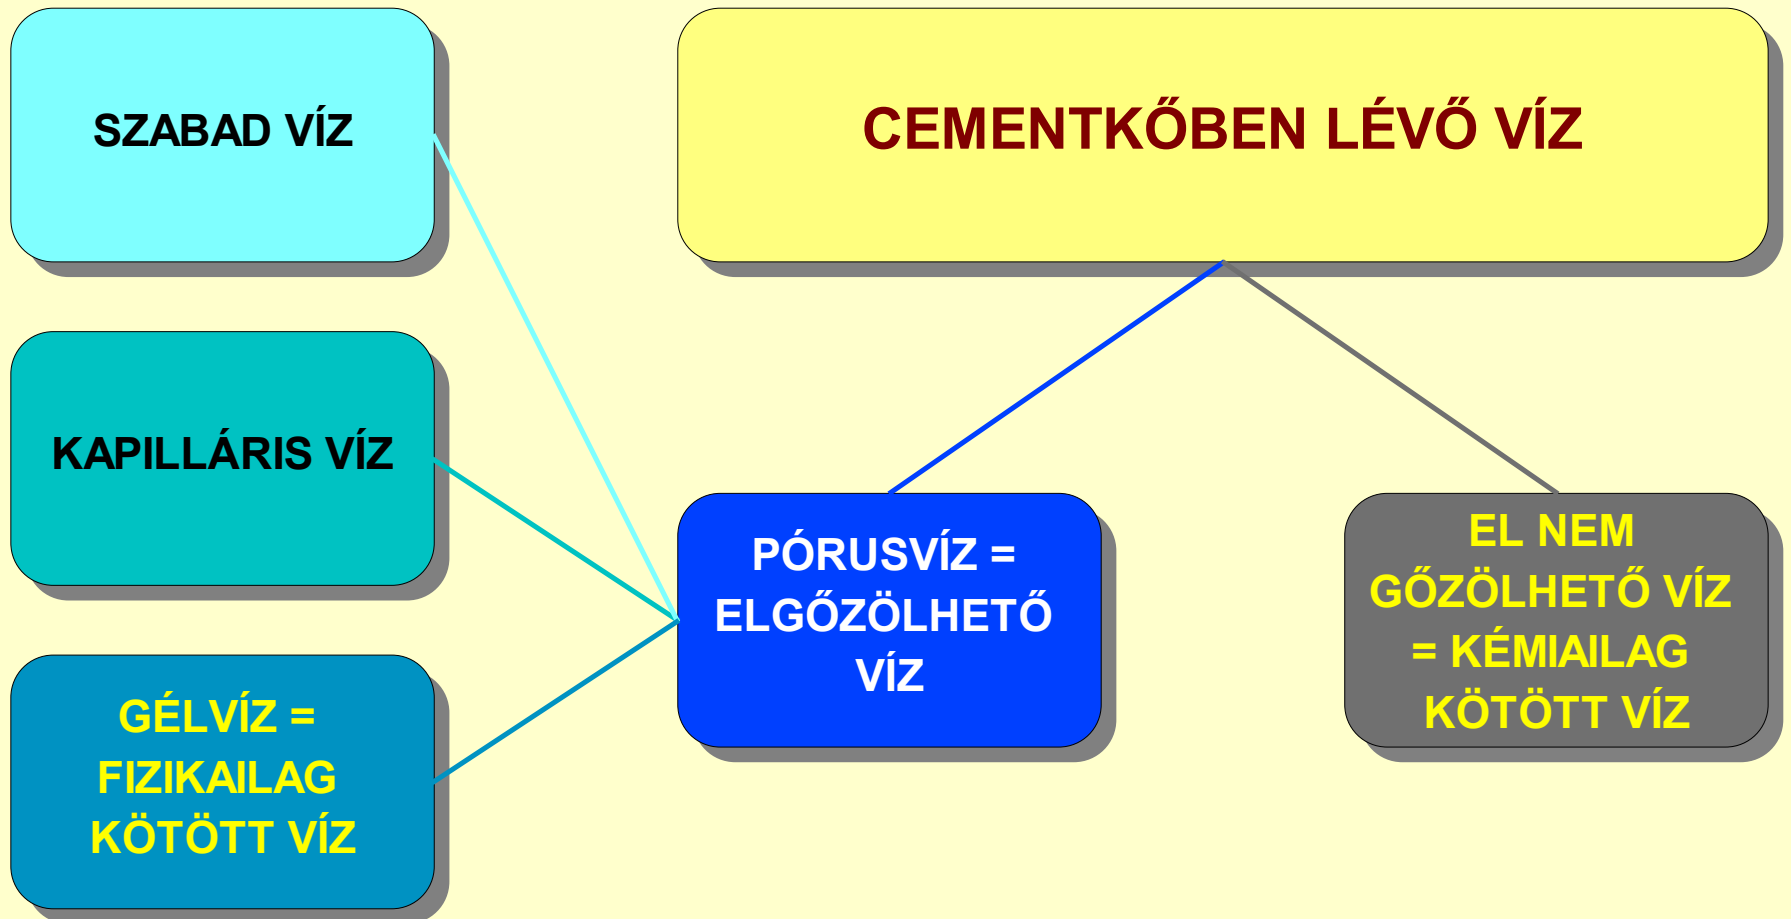 SZABAD VÍZ
CEMENTKŐBEN LÉVŐ VÍZ
KAPILLÁRIS VÍZ
GÉLVÍZ =
FIZIKAILAG
KÖTÖTT VÍZ
PÓRUSVÍZ =
ELGŐZÖLHETŐ
VÍZ
EL NEM
GŐZÖLHETŐ VÍZ
= KÉMIAILAG
KÖTÖTT VÍZ